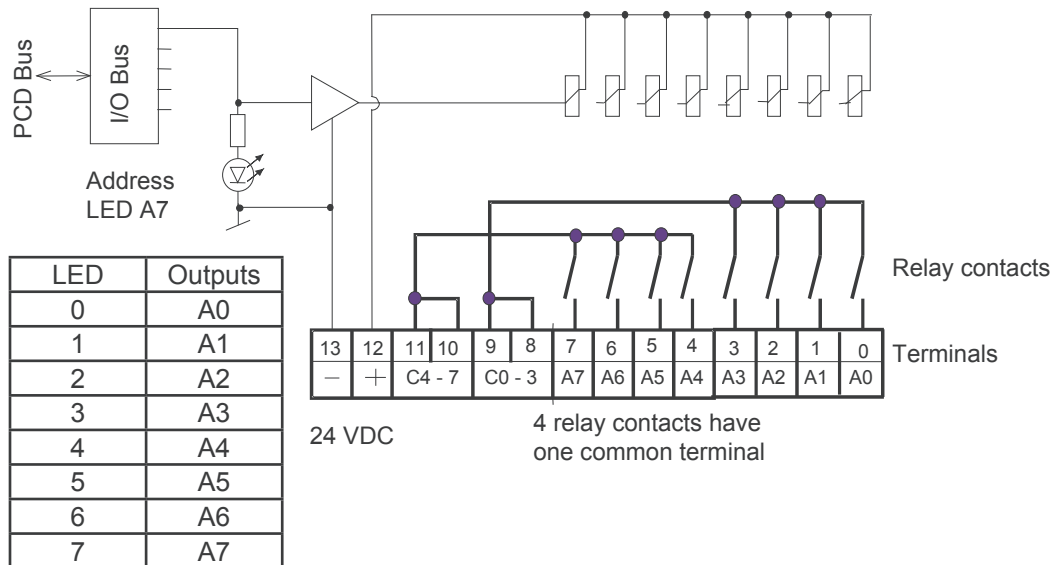 PCD Bus
I/O Bus
Address
LED A7
LED Outputs
0 A0
1 A1
2 A2
3 A3
4 A4
5 A5
6 A6
7 A7
Relay contacts
13 12 11 10 9 8 7 6 5 4 3 2 1 0
Terminals
− + C4 - 7 C0 - 3 A7 A6 A5 A4 A3 A2 A1 A0
24 VDC
4 relay contacts have
one common terminal